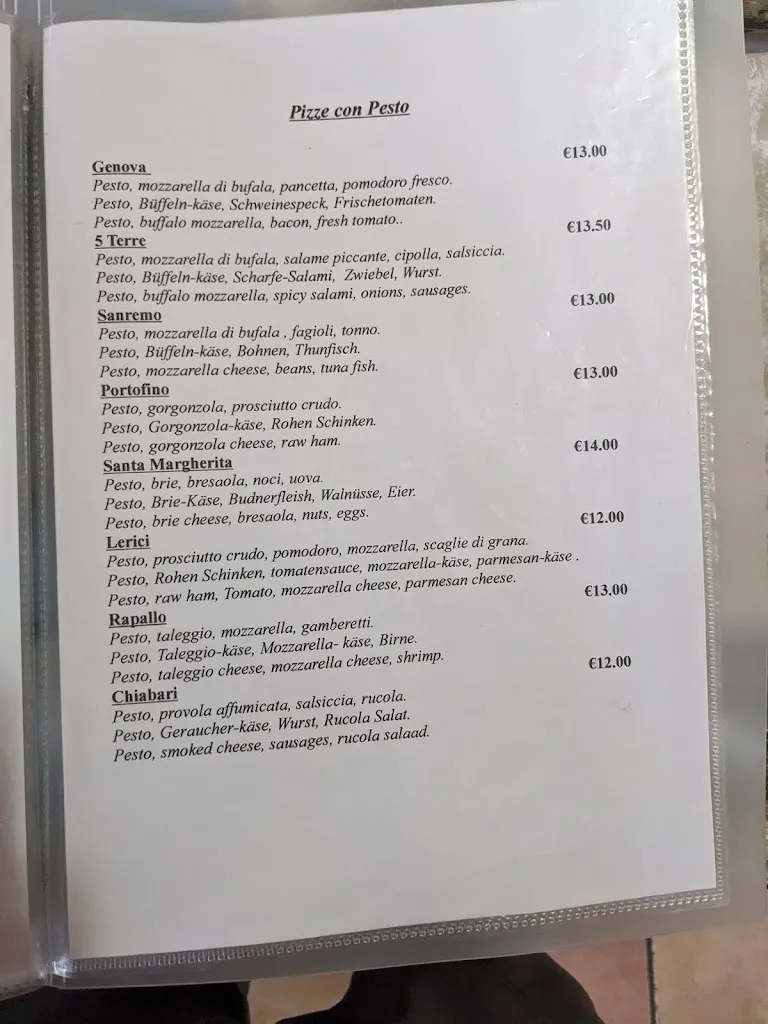 Pizze con Pesto
Genova €13.00
Pesto, mozzarella di bufala, pancetta, pomodoro fresco.
Pesto, Büffeln-käse, Schweinespeck, Frischetomaten.
Pesto, buffalo mozzarella, bacon, fresh tomato..
5 Terre €13.50
Pesto, mozzarella di bufala, salame piccante, cipolla, salsiccia.
Pesto, Büffeln-käse, Scharfe-Salami, Zwiebel, Wurst.
Pesto, buffalo mozzarella, spicy salami, onions, sausages.
Sanremo €13.00
Pesto, mozzarella di bufala , fagioli, tonno.
Pesto, Büffeln-käse, Bohnen, Thunfisch.
Pesto, mozzarella cheese, beans, tuna fish.
Portofino €13.00
Pesto, gorgonzola, prosciutto crudo.
Pesto, Gorgonzola-käse, Rohen Schinken.
Pesto, gorgonzola cheese, raw ham.
Santa Margherita €14.00
Pesto, brie, bresaola, noci, uova.
Pesto, Brie-Käse, Budnerfleish, Walnüsse, Eier.
Pesto, brie cheese, bresaola, nuts, eggs.
Lerici €12.00
Pesto, prosciutto crudo, pomodoro, mozzarella, scaglie di grana.
Pesto, Rohen Schinken, tomatensauce, mozzarella-käse, parmesan-käse .
Pesto, raw ham, Tomato, mozzarella cheese, parmesan cheese.
Rapallo €13.00
Pesto, taleggio, mozzarella, gamberetti.
Pesto, Taleggio-käse, Mozzarella- käse, Birne.
Pesto, taleggio cheese, mozzarella cheese, shrimp.
Chiabari €12.00
Pesto, provola affumicata, salsiccia, rucola.
Pesto, Geraucher-käse, Wurst, Rucola Salat.
Pesto, smoked cheese, sausages, rucola salaad.